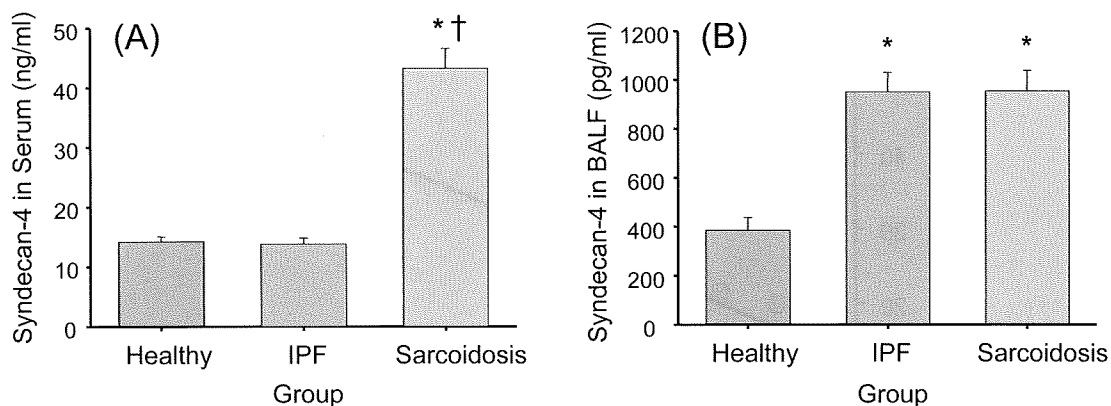 (A)
* †
Syndecan-4 in Serum (ng/ml)
50
40
30
20
10
0
Healthy IPF Sarcoidosis
Group
(B)
* *
Syndecan-4 in BALF (pg/ml)
1200
1000
800
600
400
200
0
Healthy IPF Sarcoidosis
Group